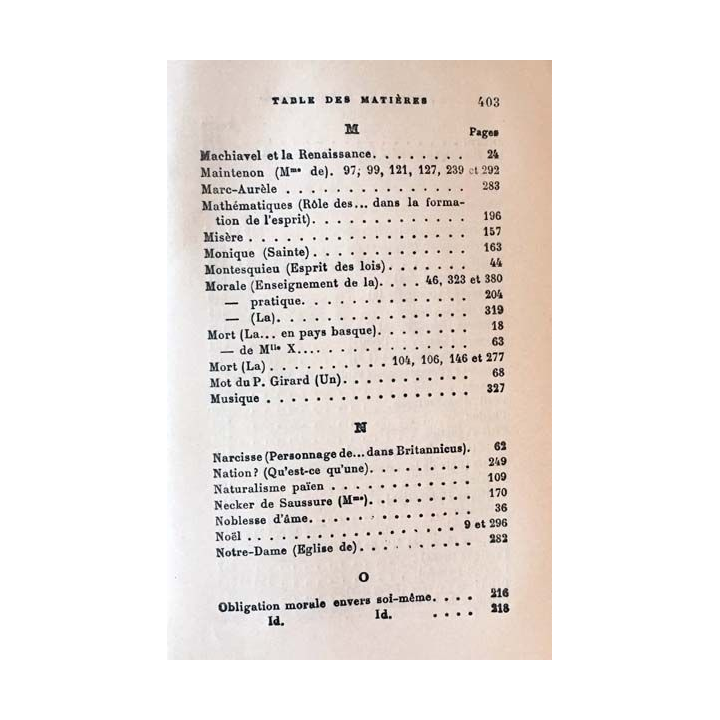 TABLE DES MATIÈRES 403
M
Pages
Machiavel et la Renaissance. . . . . . . . 24
Maintenon (Mme de). 97, 99, 121, 127, 239 et 292
Marc-Aurèle . . . . . . . . . . . . . . . 283
Mathématiques (Rôle des... dans la forma-
tion de l'esprit). . . . . . . . . . . . . 196
Misère . . . . . . . . . . . . . . . . . . 157
Monique (Sainte) . . . . . . . . . . . . . 163
Montesquieu (Esprit des lois) . . . . . . . 44
Morale (Enseignement de la). . . . 46, 323 et 380
— pratique. . . . . . . . . . . . . . 204
— (La). . . . . . . . . . . . . . . . 319
Mort (La... en pays basque). . . . . . . . 18
— de Mlle X.... . . . . . . . . . . . . 63
Mort (La) . . . . . . . . . . 104, 106, 146 et 277
Mot du P. Girard (Un). . . . . . . . . . . 68
Musique . . . . . . . . . . . . . . . . . 327
N
Narcisse (Personnage de... dans Britannicus). 62
Nation? (Qu'est-ce qu'une). . . . . . . . . 249
Naturalisme païen . . . . . . . . . . . . 109
Necker de Saussure (Mme). . . . . . . . . 170
Noblesse d'âme. . . . . . . . . . . . . . 36
Noël . . . . . . . . . . . . . . . 9 et 296
Notre-Dame (Eglise de). . . . . . . . . . 282
O
Obligation morale envers soi-même. . . . 216
Id. Id. . . . . 218